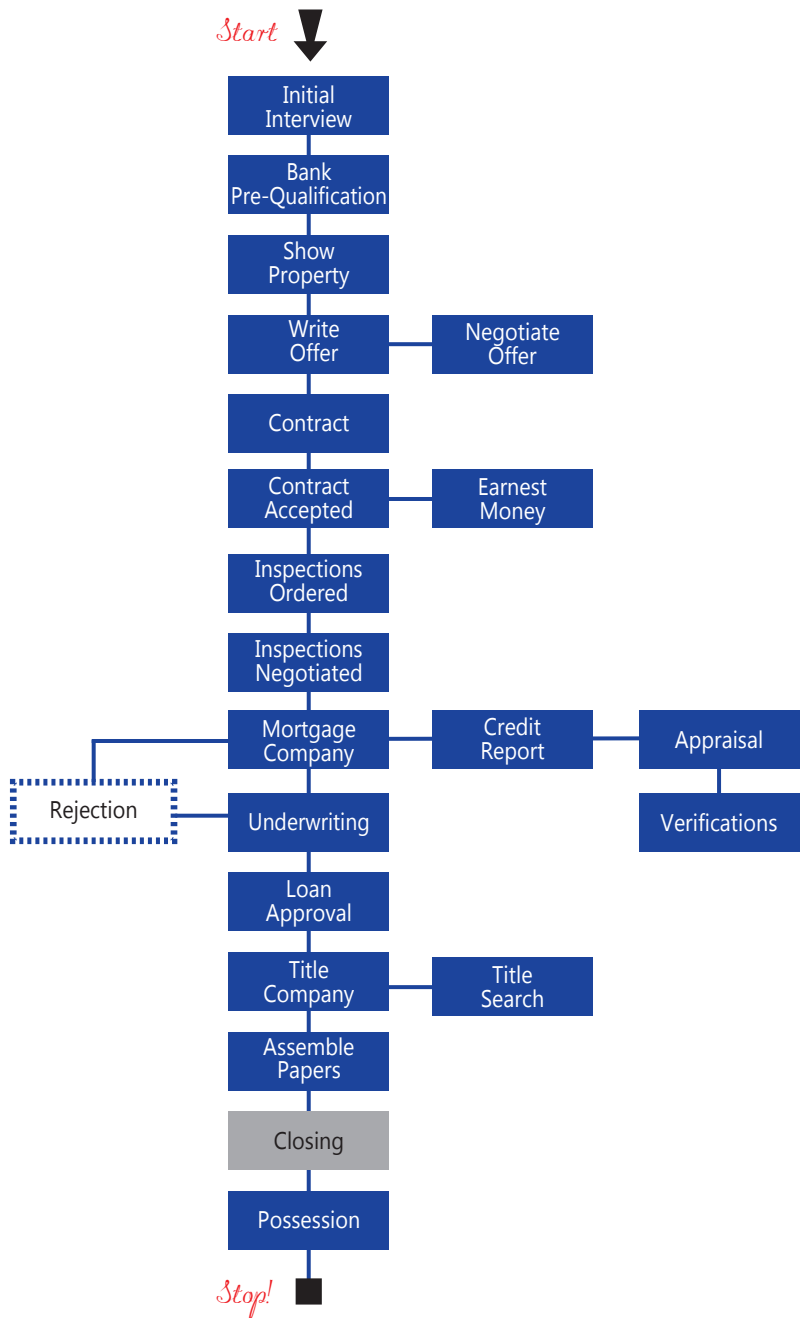 Start
Initial
Interview
Bank
Pre-Qualification
Show
Property
Write
Offer
Negotiate
Offer
Contract
Contract
Accepted
Earnest
Money
Inspections
Ordered
Inspections
Negotiated
Mortgage
Company
Credit
Report
Appraisal
Rejection
Underwriting
Verifications
Loan
Approval
Title
Company
Title
Search
Assemble
Papers
Closing
Possession
Stop!